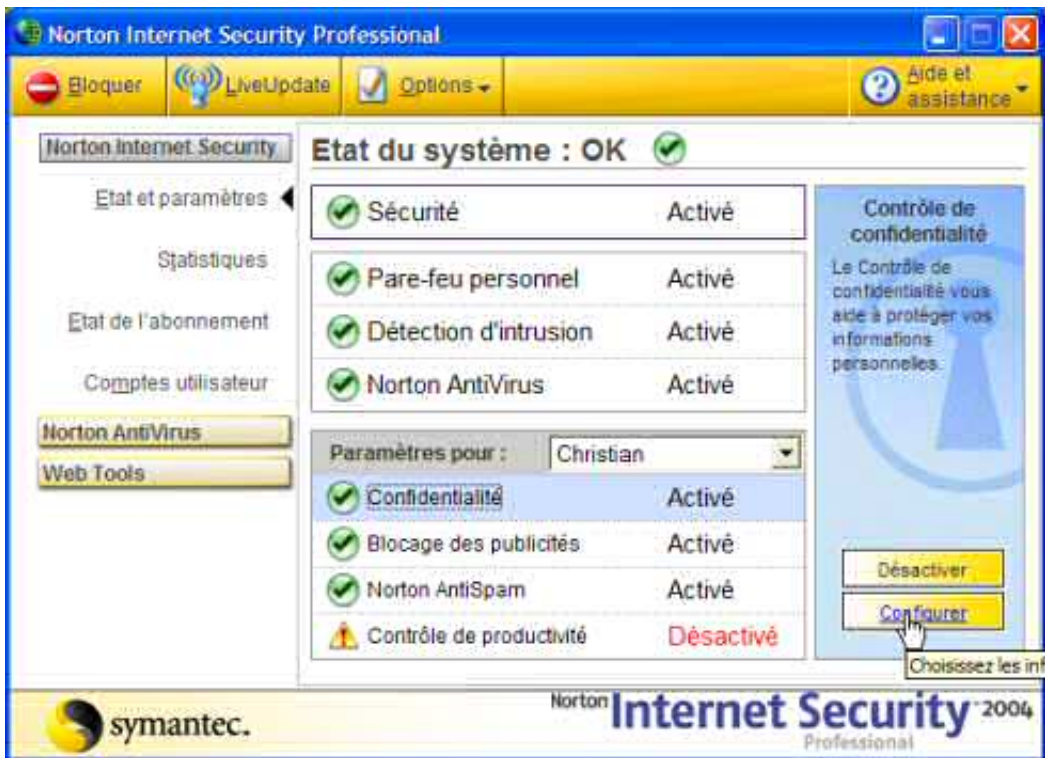 Norton Internet Security Professional
Bloquer
LiveUpdate
Options
Aide et
assistance
Norton Internet Security
Etat et paramètres
Statistiques
Etat de l'abonnement
Comptes utilisateur
Norton AntiVirus
Web Tools
Etat du système : OK
Sécurité Activé
Pare-feu personnel Activé
Détection d'intrusion Activé
Norton AntiVirus Activé
Paramètres pour : Christian
Confidentialité Activé
Blocage des publicités Activé
Norton AntiSpam Activé
Contrôle de productivité Désactivé
Contrôle de
confidentialité
Le Contrôle de
confidentialité vous
aide à protéger vos
informations
personnelles.
Désactiver
Configurer
Choisissez les inf
symantec.
Norton Internet Security 2004
Professional